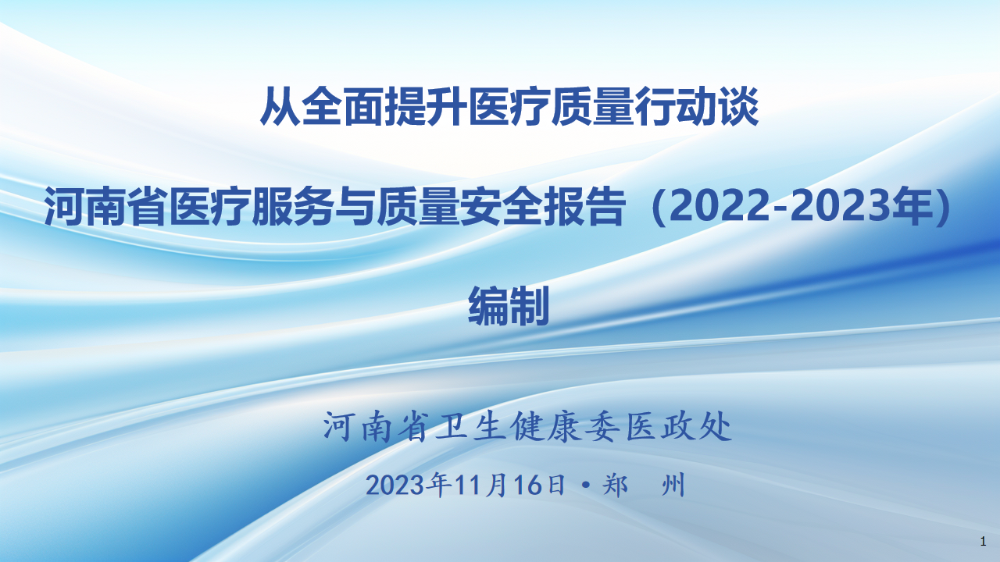 从全面提升医疗质量行动谈
河南省医疗服务与质量安全报告（2022-2023年）
编制
河南省卫生健康委医政处
2023年11月16日·郑　州
1